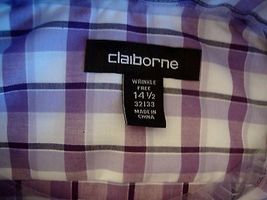 claiborne
WRINKLE
FREE
14 ½
32|33
MADE IN
CHINA